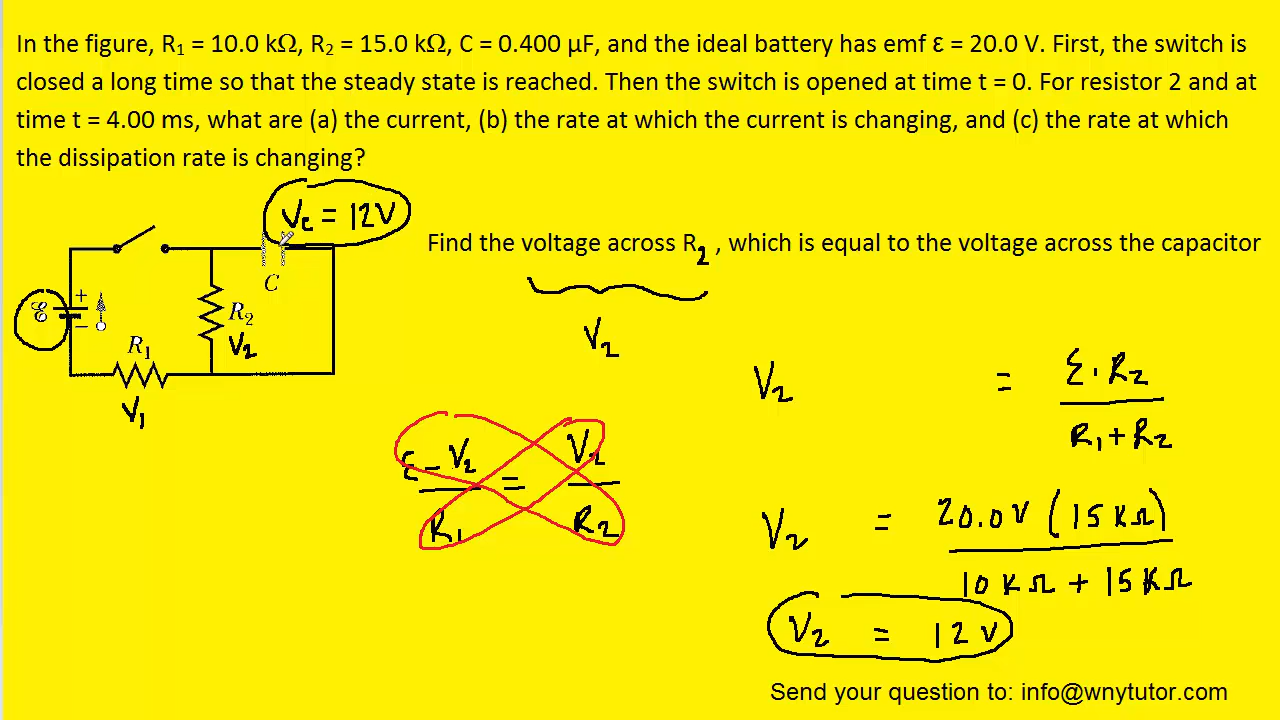 In the figure, R₁ = 10.0 kΩ, R₂ = 15.0 kΩ, C = 0.400 μF, and the ideal battery has emf ε = 20.0 V. First, the switch is
closed a long time so that the steady state is reached. Then the switch is opened at time t = 0. For resistor 2 and at
time t = 4.00 ms, what are (a) the current, (b) the rate at which the current is changing, and (c) the rate at which
the dissipation rate is changing?
Vc = 12V
Find the voltage across R₂ , which is equal to the voltage across the capacitor
C
ℰ
+
−
R₂
V₂
R₁
V₁
V₂
V₂ = ε · R₂
R₁ + R₂
ε − V₂ = V₂
R₁ R₂
V₂ = 20.0V (15 KΩ)
10 KΩ + 15 KΩ
V₂ = 12 V
Send your question to: info@wnytutor.com